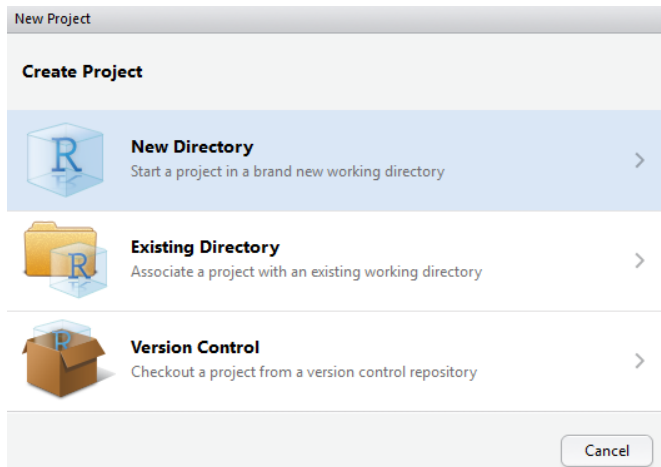 New Project
Create Project
New Directory
Start a project in a brand new working directory
Existing Directory
Associate a project with an existing working directory
Version Control
Checkout a project from a version control repository
Cancel